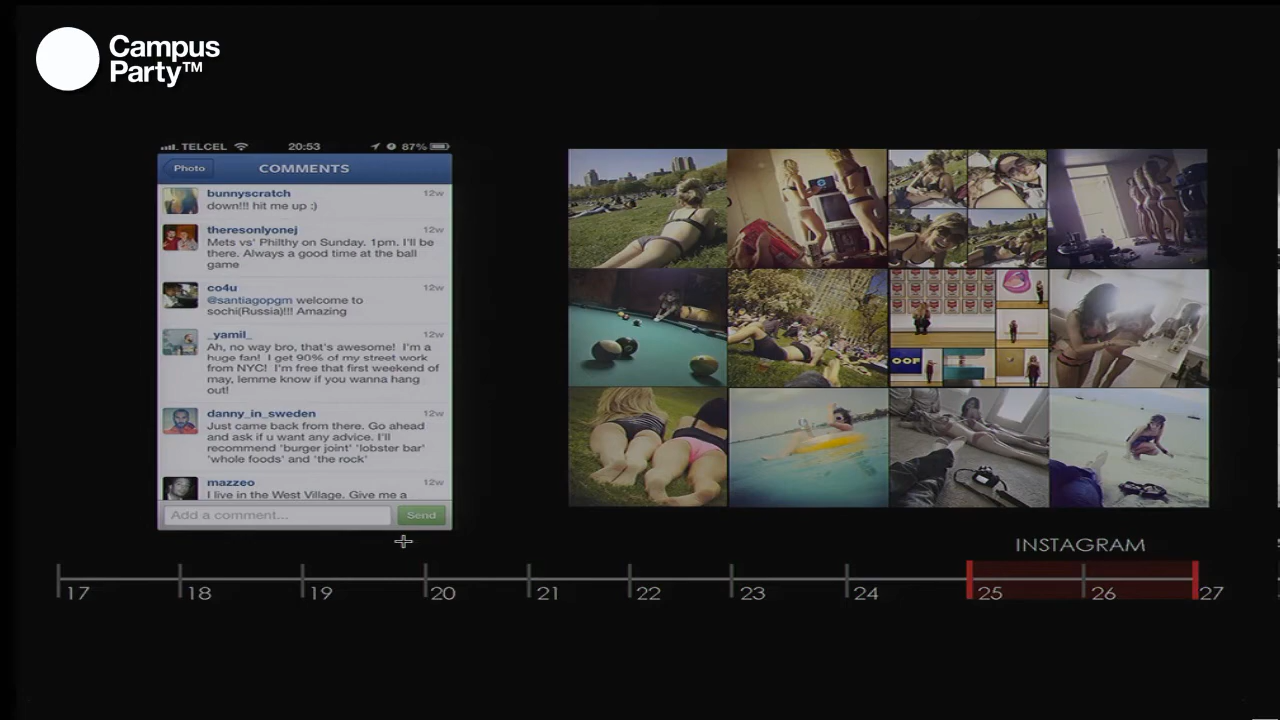 Campus
Party™
TELCEL 20:53 87%
Photo COMMENTS
bunnyscratch 12w
down!!! hit me up :)
theresonlyonej 12w
Mets vs' Philthy on Sunday. 1pm. I'll be
there. Always a good time at the ball
game
co4u 12w
@santiagopgm welcome to
sochi(Russia)!!! Amazing
_yamil_ 12w
Ah, no way bro, that's awesome! I'm a
huge fan! I get 90% of my street work
from NYC! I'm free that first weekend of
may, lemme know if you wanna hang
out!
danny_in_sweden 12w
Just came back from there. Go ahead
and ask if u want any advice. I'll
recommend 'burger joint' 'lobster bar'
'whole foods' and 'the rock'
mazzeo 12w
I live in the West Village. Give me a
Add a comment... Send
OOF
INSTAGRAM
17 18 19 20 21 22 23 24 25 26 27